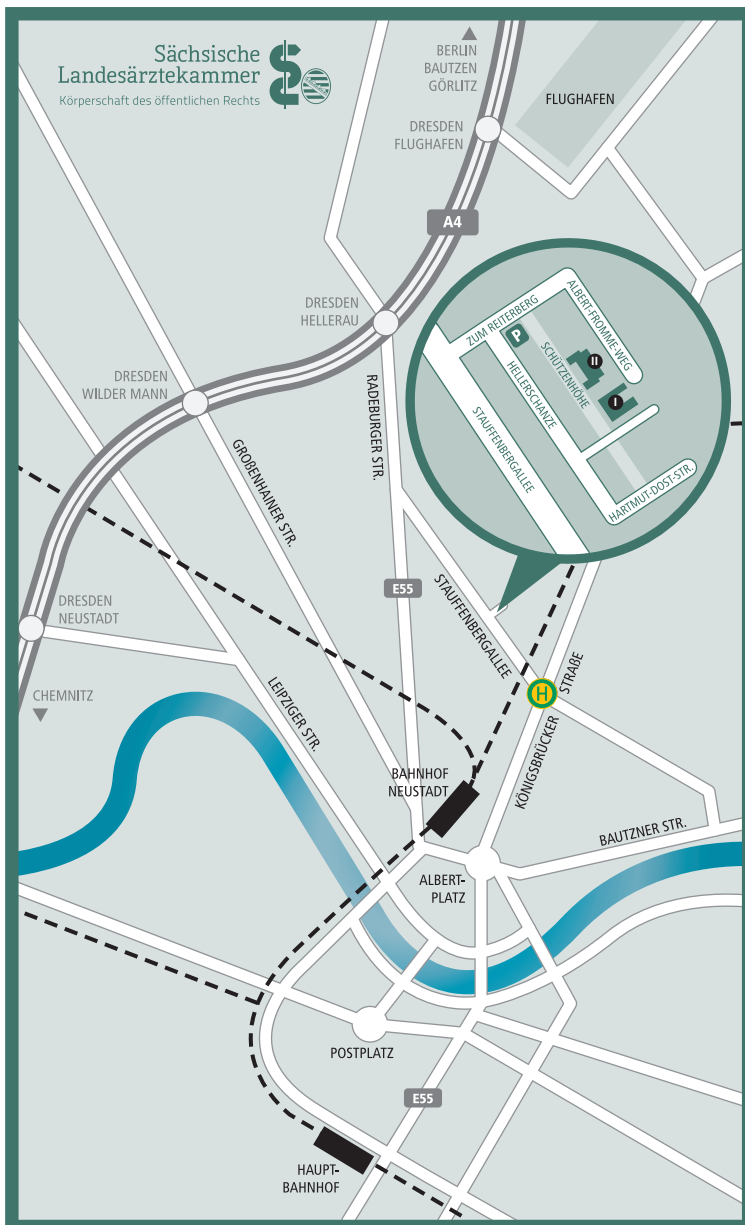 Sächsische
Landesärztekammer
Körperschaft des öffentlichen Rechts
BERLIN
BAUTZEN
GÖRLITZ
FLUGHAFEN
DRESDEN
FLUGHAFEN
A4
DRESDEN
HELLERAU
ZUM REITERBERG
ALBERT-FROMME-WEG
P
SCHÜTZENHÖHE
II
I
HELLERSCHANZE
STAUFFENBERGALLEE
HARTMUT-DOST-STR.
DRESDEN
WILDER MANN
RADEBURGER STR.
GROßENHAINER STR.
E55
STAUFFENBERGALLEE
DRESDEN
NEUSTADT
CHEMNITZ
LEIPZIGER STR.
H
KÖNIGSBRÜCKER STRAßE
BAHNHOF
NEUSTADT
BAUTZNER STR.
ALBERT-
PLATZ
POSTPLATZ
E55
HAUPT-
BAHNHOF